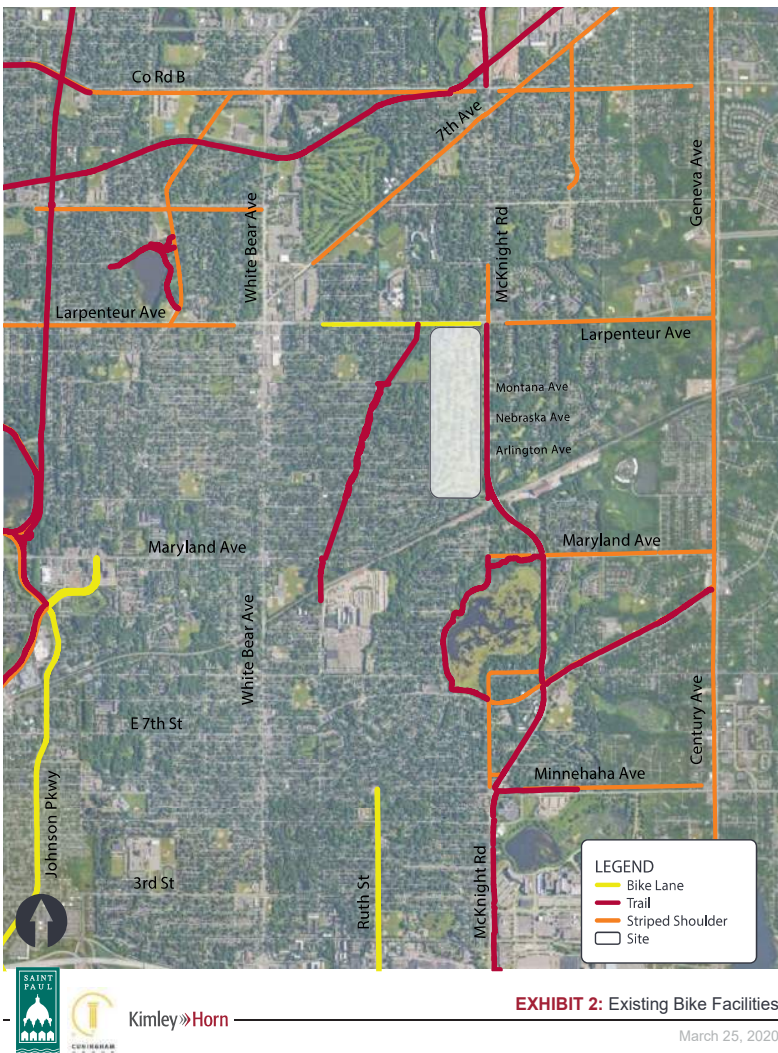 Co Rd B
7th Ave
Geneva Ave
White Bear Ave
McKnight Rd
Larpenteur Ave
Larpenteur Ave
Montana Ave
Nebraska Ave
Arlington Ave
Maryland Ave
Maryland Ave
White Bear Ave
E 7th St
Century Ave
Minnehaha Ave
Johnson Pkwy
3rd St
Ruth St
McKnight Rd
LEGEND
Bike Lane
Trail
Striped Shoulder
Site
SAINT
PAUL
CUNINGHAM
GROUP
Kimley»Horn
EXHIBIT 2: Existing Bike Facilities
March 25, 2020